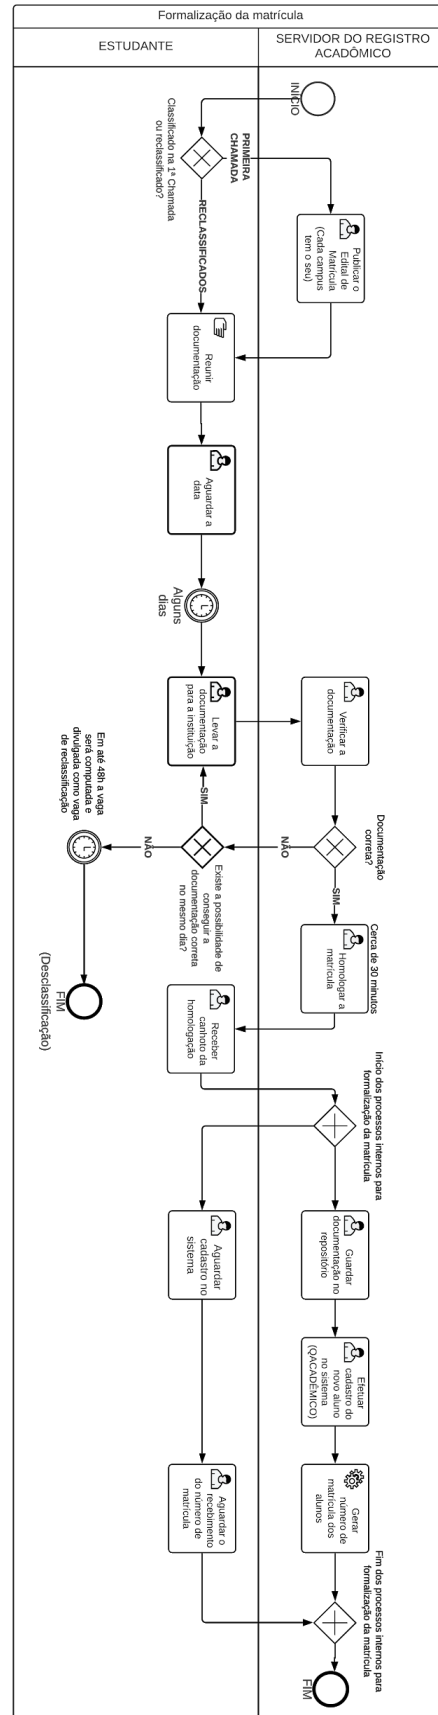 Formalização da matrícula
ESTUDANTE
SERVIDOR DO REGISTRO
ACADÊMICO
INÍCIO
Classificado na 1ª Chamada
ou reclassificado?
PRIMEIRA
CHAMADA
RECLASSIFICADOS
Publicar o
Edital de
Matrícula
(Cada campus
tem o seu)
Reunir
documentação
Aguardar a
data
Alguns
dias
Levar a
documentação
para a instituição
Verificar a
documentação
Documentação
correta?
NÃO
SIM
Existe a possibilidade de
conseguir a
documentação correta
no mesmo dia?
SIM
NÃO
Em até 48h a vaga
será computada e
divulgada como vaga
de reclassificação
FIM
(Desclassificação)
Cerca de 30 minutos
Homologar a
matrícula
Receber
canhoto da
homologação
Início dos processos internos para
formalização da matrícula
Guardar
documentação no
repositório
Aguardar
cadastro no
sistema
Efetuar
cadastro do
novo aluno
no sistema
(QACADÊMICO)
Gerar
número de
matrícula dos
alunos
Aguardar o
recebimento
do número de
matrícula
Fim dos processos internos para
formalização da matrícula
FIM